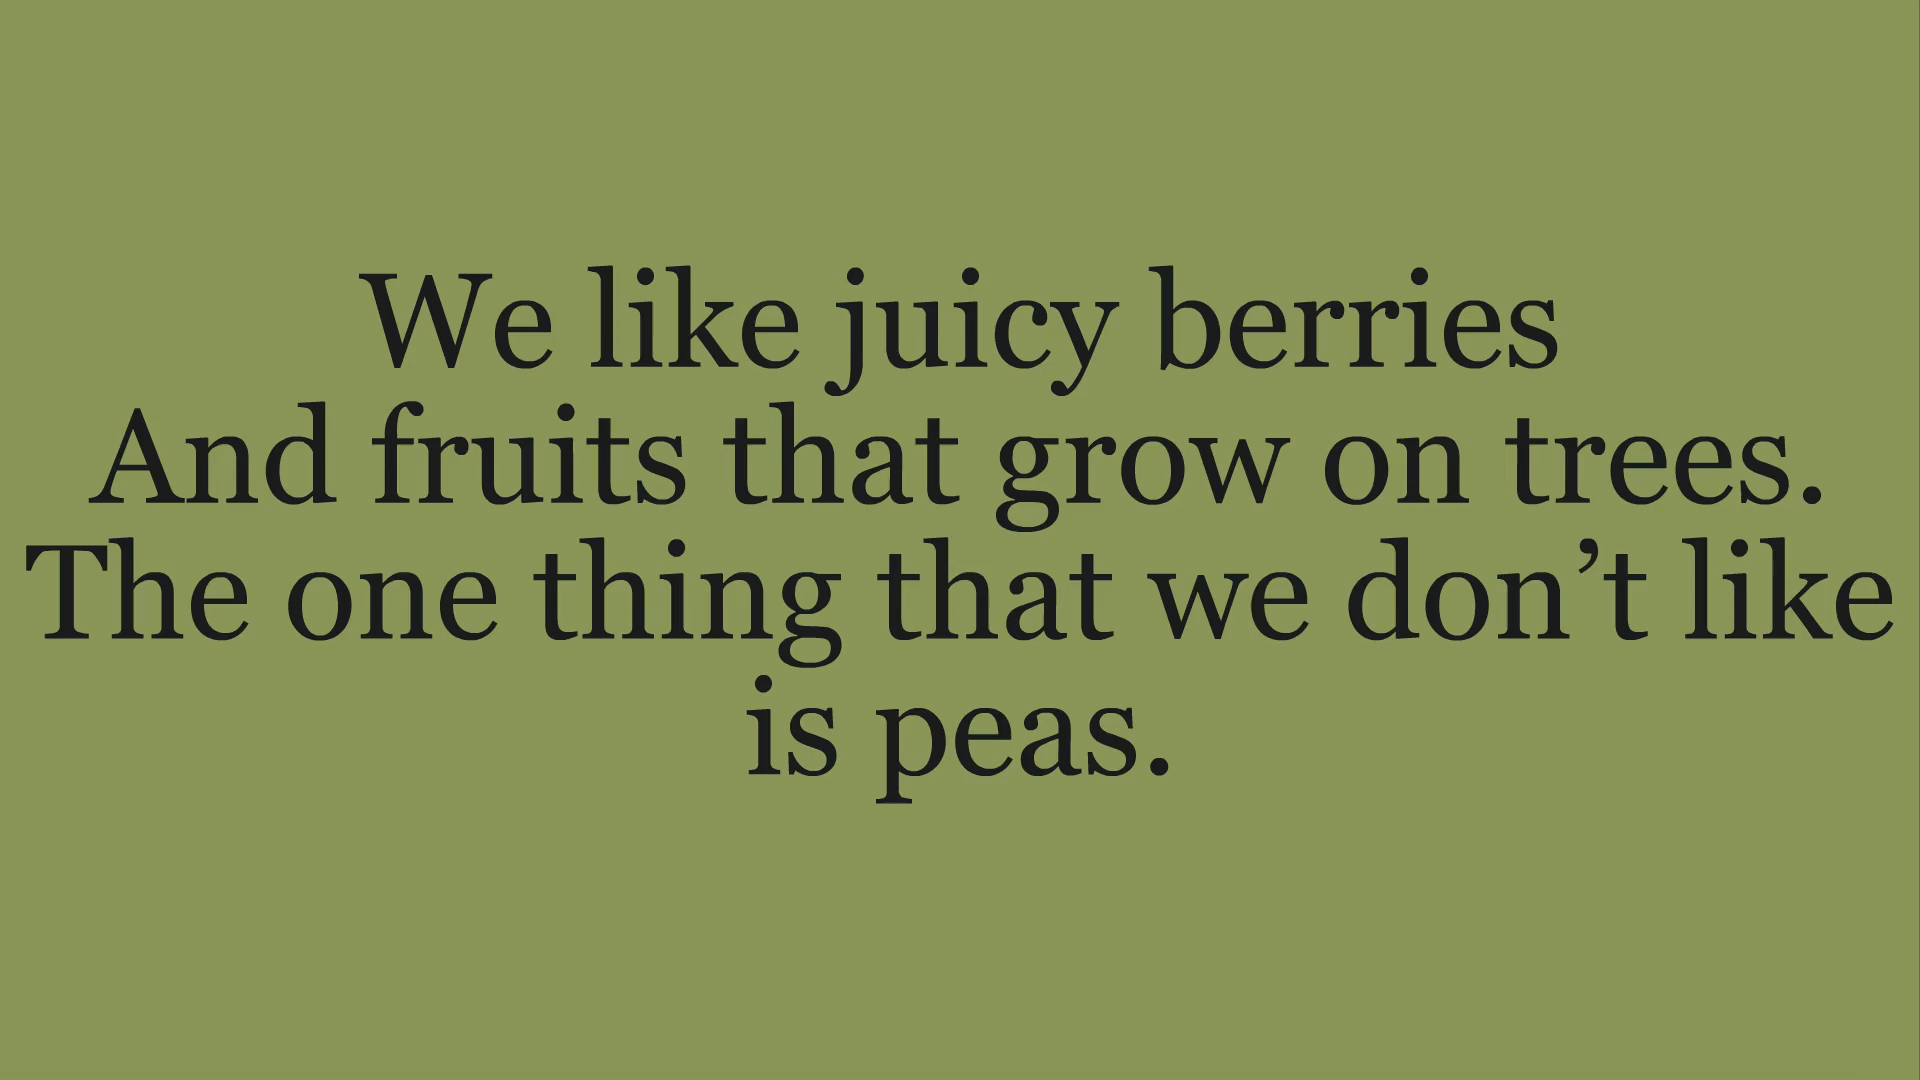 We like juicy berries
And fruits that grow on trees.
The one thing that we don’t like
is peas.